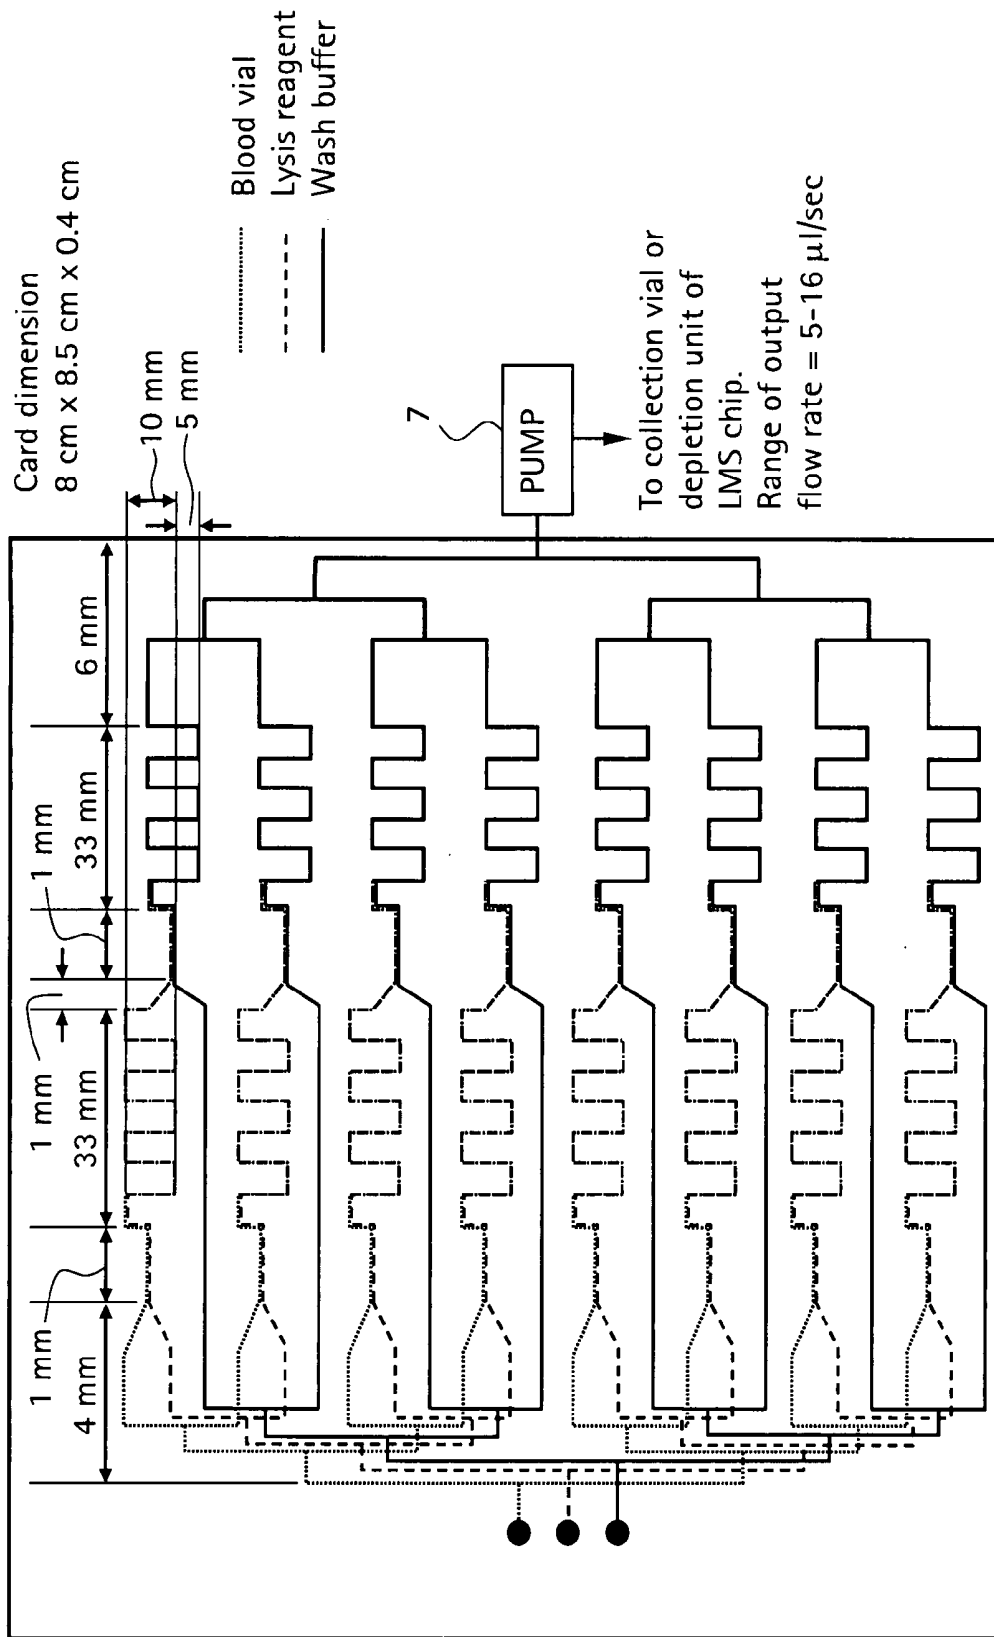 Card dimension
8 cm x 8.5 cm x 0.4 cm
10 mm
5 mm
6 mm
33 mm
1 mm
1 mm
33 mm
1 mm
4 mm
Blood vial
Lysis reagent
Wash buffer
7
PUMP
To collection vial or
depletion unit of
LMS chip.
Range of output
flow rate = 5-16 µl/sec